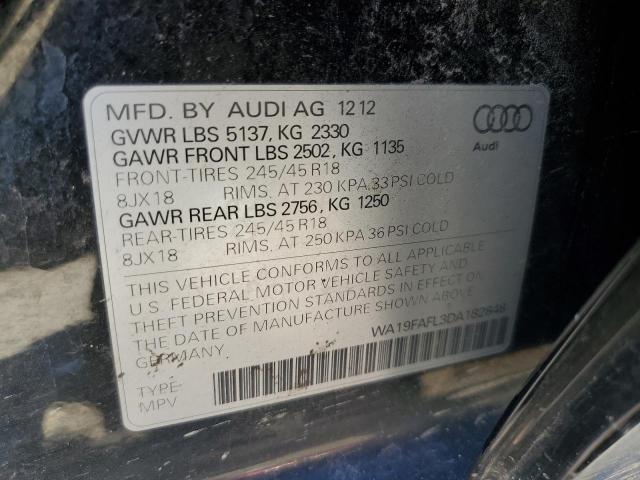 MFD. BY AUDI AG 12 12
GVWR LBS 5137, KG 2330
GAWR FRONT LBS 2502, KG 1135
FRONT-TIRES 245/45 R18
8JX18 RIMS, AT 230 KPA 33 PSI COLD
GAWR REAR LBS 2756, KG 1250
REAR-TIRES 245/45 R18
8JX18 RIMS, AT 250 KPA 36 PSI COLD
THIS VEHICLE CONFORMS TO ALL APPLICABLE
U.S. FEDERAL MOTOR VEHICLE SAFETY AND
THEFT PREVENTION STANDARDS IN EFFECT ON
THE DATE OF MANUFACTURE SHOWN ABOVE.
GERMANY
WA19FAFL3DA182846
TYPE:
MPV
Audi